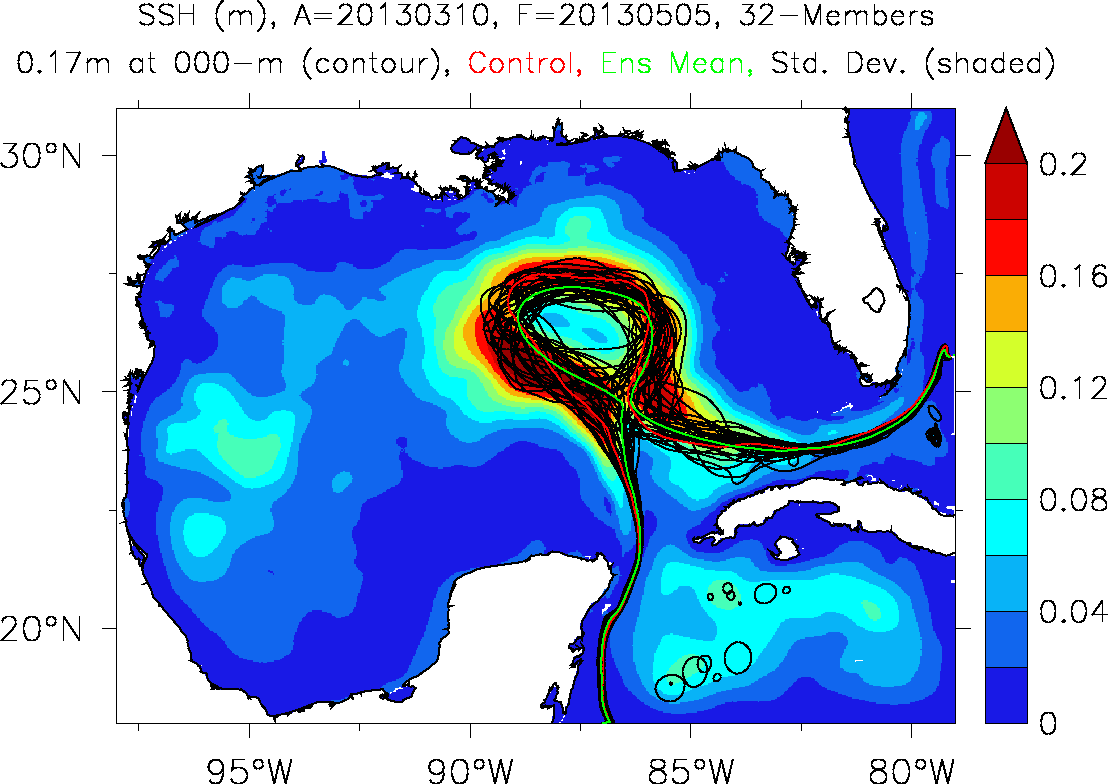 SSH (m), A=20130310, F=20130505, 32-Members
0.17m at 000-m (contour), Control, Ens Mean, Std. Dev. (shaded)
30°N
25°N
20°N
95°W 90°W 85°W 80°W
0.2
0.16
0.12
0.08
0.04
0